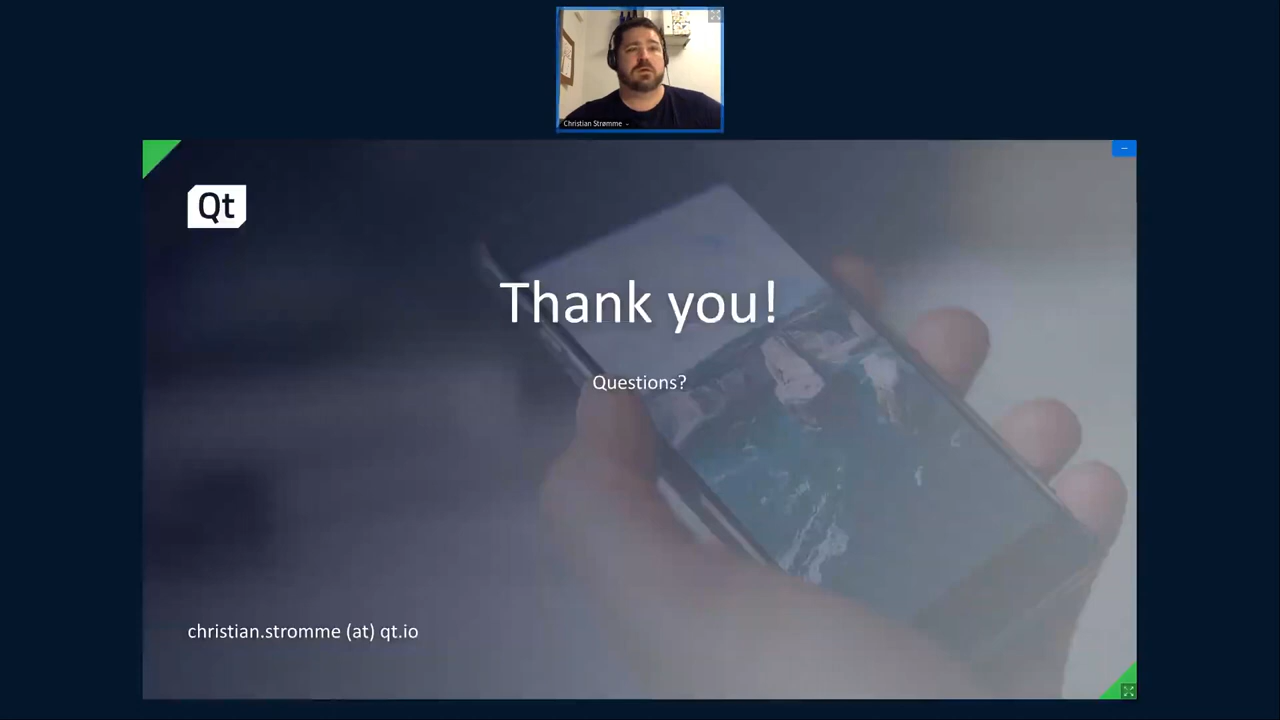 Christian Strømme
Qt
Thank you!
Questions?
christian.stromme (at) qt.io